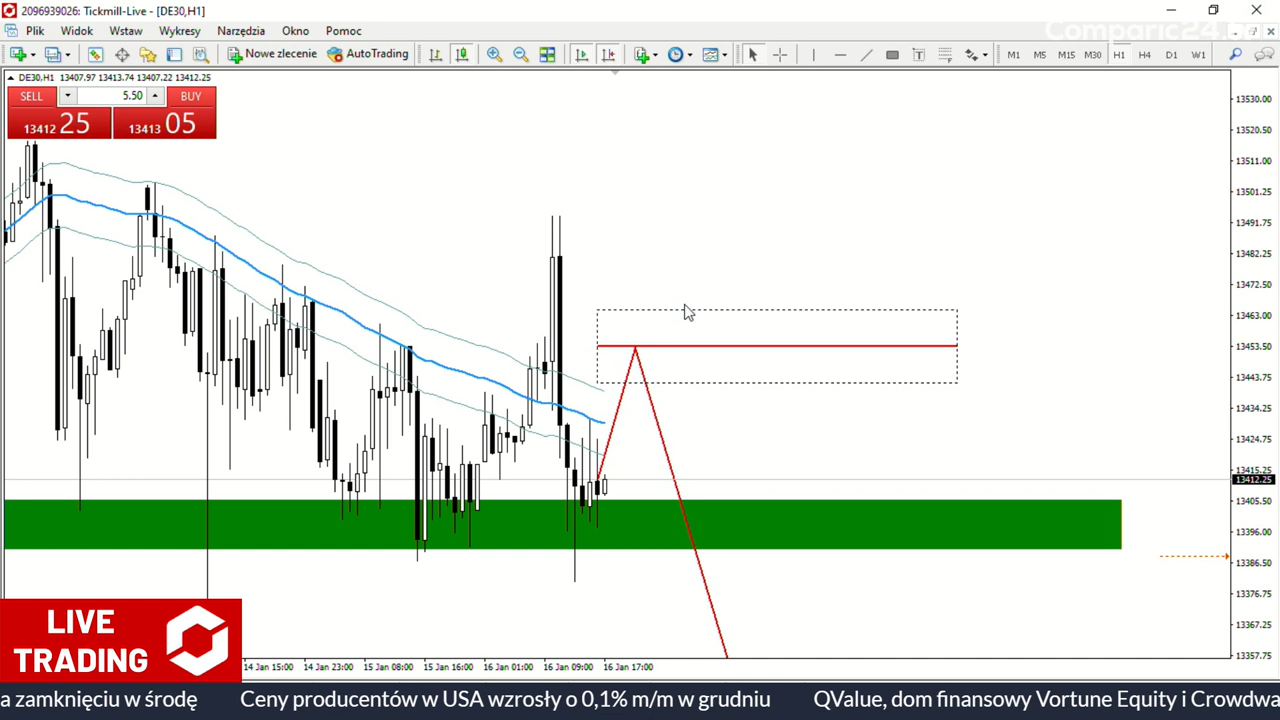 2096939026: Tickmill-Live - [DE30,H1]
Comparic24.
Plik Widok Wstaw Wykresy Narzędzia Okno Pomoc
Nowe zlecenie AutoTrading M1 M5 M15 M30 H1 H4 D1 W1
DE30,H1 13407.97 13413.74 13407.22 13412.25
SELL 5.50 BUY
13412 25 13413 05
13530.00
13520.50
13511.00
13501.25
13491.75
13482.25
13472.50
13463.00
13453.50
13443.75
13434.25
13424.75
13415.25
13412.25
13405.50
13396.00
13386.50
13376.75
13367.25
13357.75
LIVE
TRADING
14 Jan 15:00 14 Jan 23:00 15 Jan 08:00 15 Jan 16:00 16 Jan 01:00 16 Jan 09:00 16 Jan 17:00
a zamknięciu w środę Ceny producentów w USA wzrosły o 0,1% m/m w grudniu QValue, dom finansowy Vortune Equity i Crowdwa